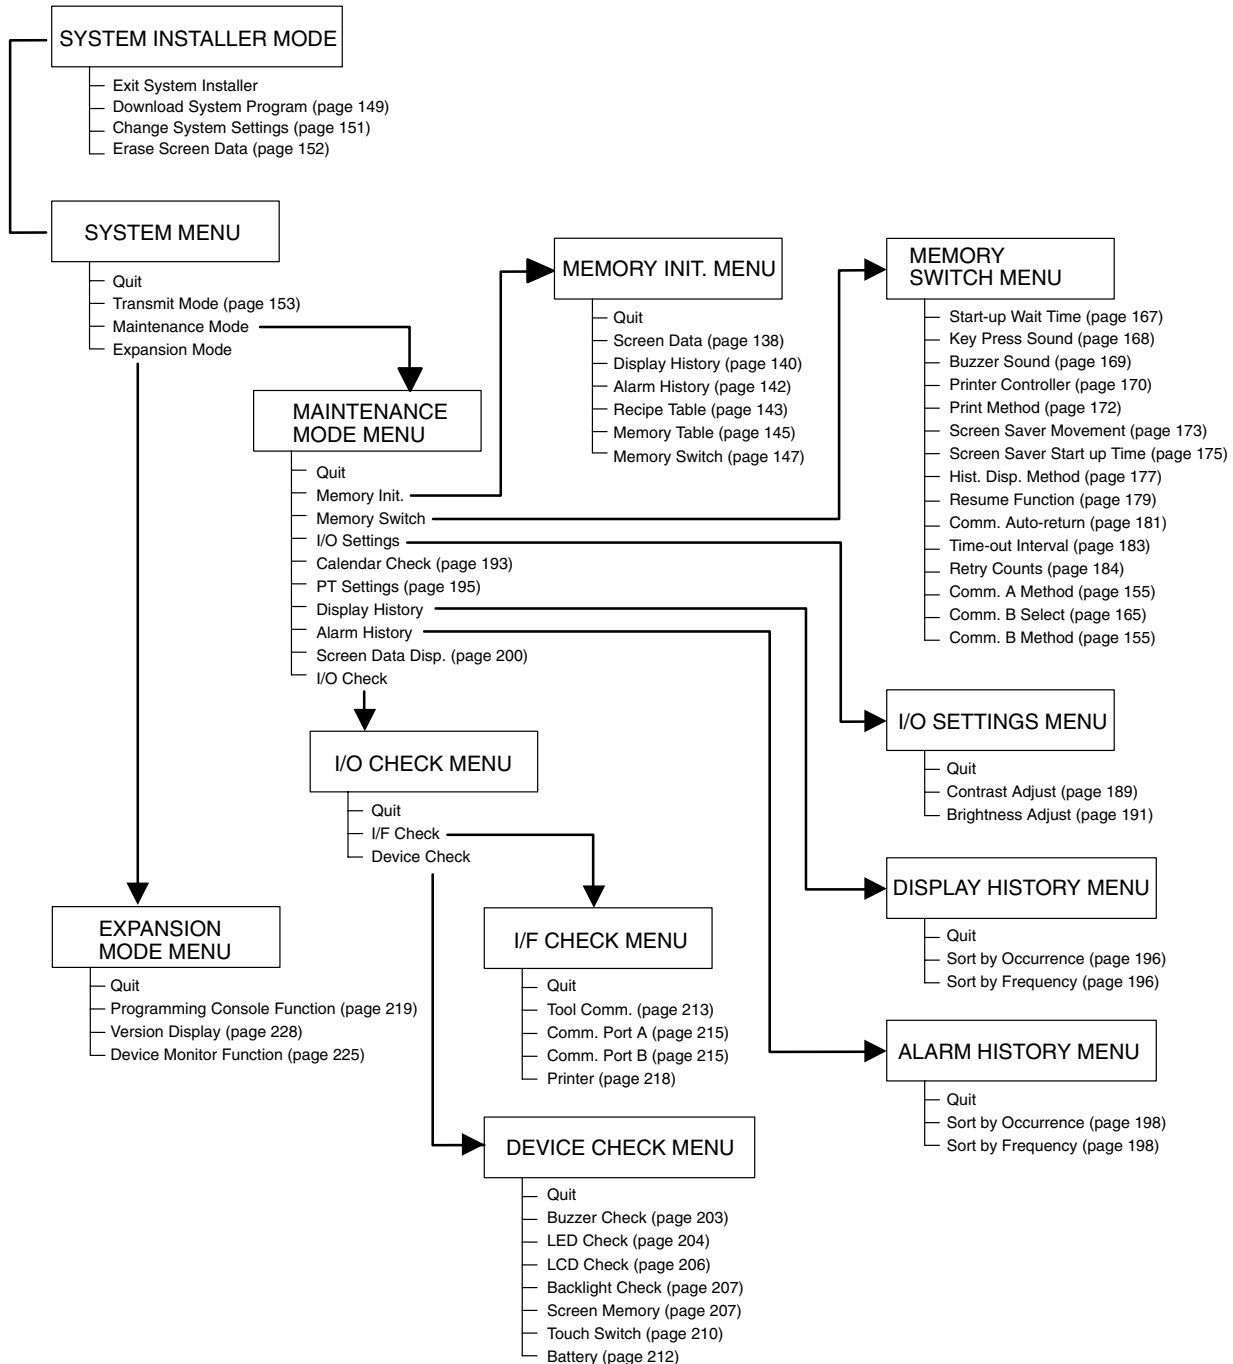 SYSTEM INSTALLER MODE
Exit System Installer
Download System Program (page 149)
Change System Settings (page 151)
Erase Screen Data (page 152)
SYSTEM MENU
Quit
Transmit Mode (page 153)
Maintenance Mode
Expansion Mode
MEMORY INIT. MENU
Quit
Screen Data (page 138)
Display History (page 140)
Alarm History (page 142)
Recipe Table (page 143)
Memory Table (page 145)
Memory Switch (page 147)
MEMORY
SWITCH MENU
Start-up Wait Time (page 167)
Key Press Sound (page 168)
Buzzer Sound (page 169)
Printer Controller (page 170)
Print Method (page 172)
Screen Saver Movement (page 173)
Screen Saver Start up Time (page 175)
Hist. Disp. Method (page 177)
Resume Function (page 179)
Comm. Auto-return (page 181)
Time-out Interval (page 183)
Retry Counts (page 184)
Comm. A Method (page 155)
Comm. B Select (page 165)
Comm. B Method (page 155)
MAINTENANCE
MODE MENU
Quit
Memory Init.
Memory Switch
I/O Settings
Calendar Check (page 193)
PT Settings (page 195)
Display History
Alarm History
Screen Data Disp. (page 200)
I/O Check
I/O SETTINGS MENU
Quit
Contrast Adjust (page 189)
Brightness Adjust (page 191)
I/O CHECK MENU
Quit
I/F Check
Device Check
DISPLAY HISTORY MENU
Quit
Sort by Occurrence (page 196)
Sort by Frequency (page 196)
EXPANSION
MODE MENU
Quit
Programming Console Function (page 219)
Version Display (page 228)
Device Monitor Function (page 225)
I/F CHECK MENU
Quit
Tool Comm. (page 213)
Comm. Port A (page 215)
Comm. Port B (page 215)
Printer (page 218)
ALARM HISTORY MENU
Quit
Sort by Occurrence (page 198)
Sort by Frequency (page 198)
DEVICE CHECK MENU
Quit
Buzzer Check (page 203)
LED Check (page 204)
LCD Check (page 206)
Backlight Check (page 207)
Screen Memory (page 207)
Touch Switch (page 210)
Battery (page 212)